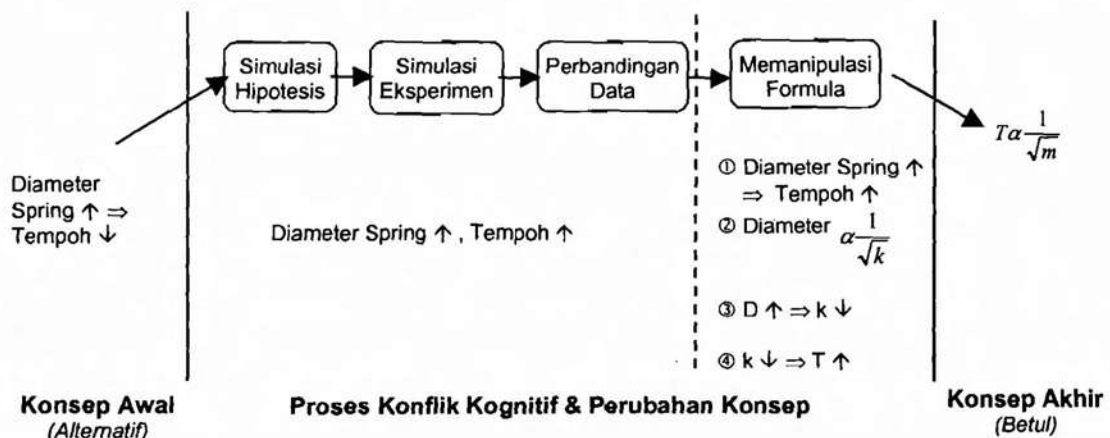 Simulasi
Hipotesis
Simulasi
Eksperimen
Perbandingan
Data
Memanipulasi
Formula
Tα 1/√m
Diameter
Spring ↑ ⇒
Tempoh ↓
Diameter Spring ↑ , Tempoh ↑
① Diameter Spring ↑
⇒ Tempoh ↑
② Diameter α 1/√k
③ D ↑ ⇒ k ↓
④ k ↓ ⇒ T ↑
Konsep Awal
(Alternatif)
Proses Konflik Kognitif & Perubahan Konsep
Konsep Akhir
(Betul)